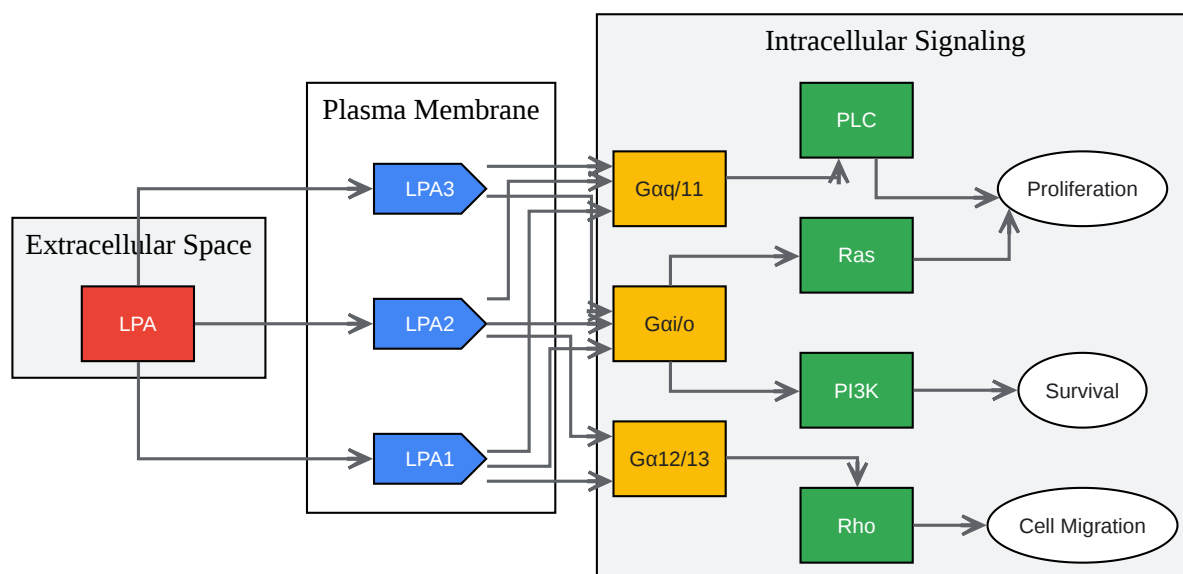 Intracellular Signaling
Plasma Membrane
Extracellular Space
LPA
LPA3
LPA2
LPA1
Gαq/11
Gαi/o
Gα12/13
PLC
Ras
PI3K
Rho
Proliferation
Survival
Cell Migration